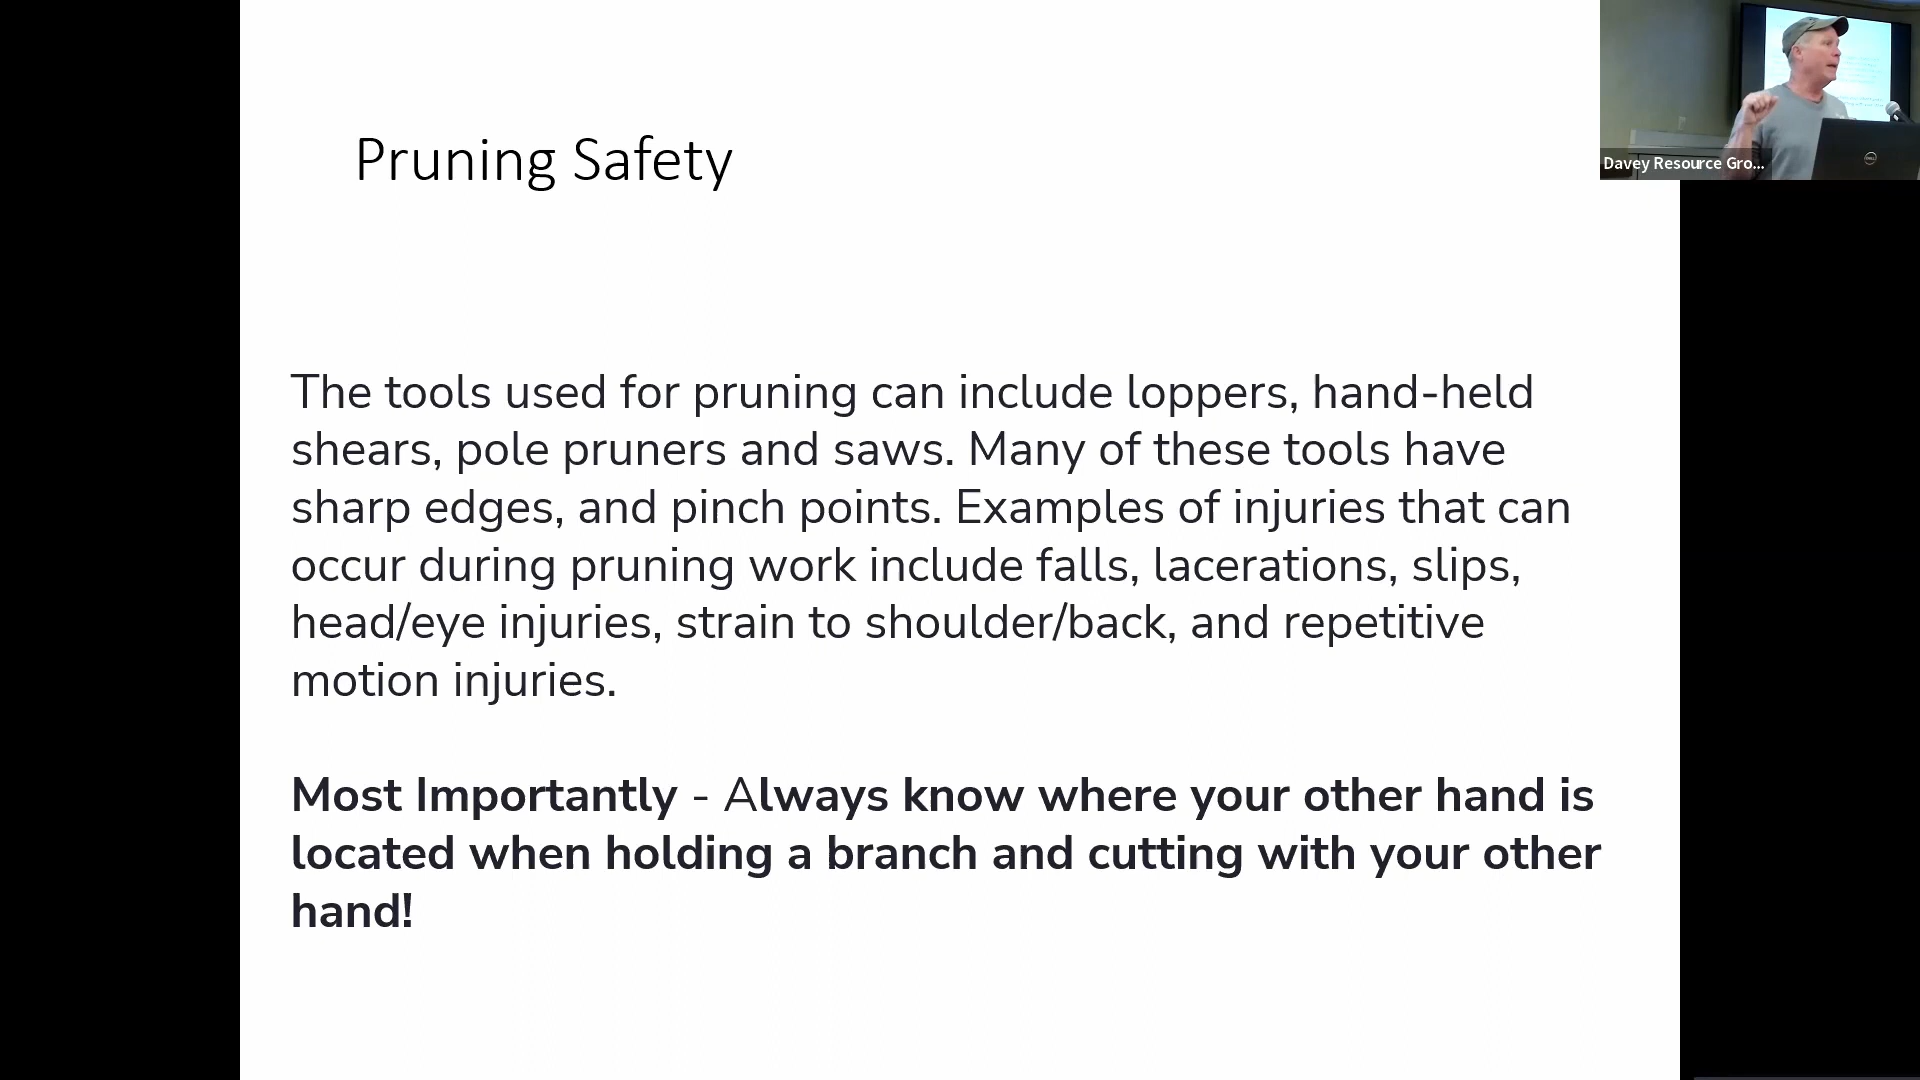 Pruning Safety
The tools used for pruning can include loppers, hand-held
shears, pole pruners and saws. Many of these tools have
sharp edges, and pinch points. Examples of injuries that can
occur during pruning work include falls, lacerations, slips,
head/eye injuries, strain to shoulder/back, and repetitive
motion injuries.
Most Importantly - Always know where your other hand is
located when holding a branch and cutting with your other
hand!
Davey Resource Gro...
DELL